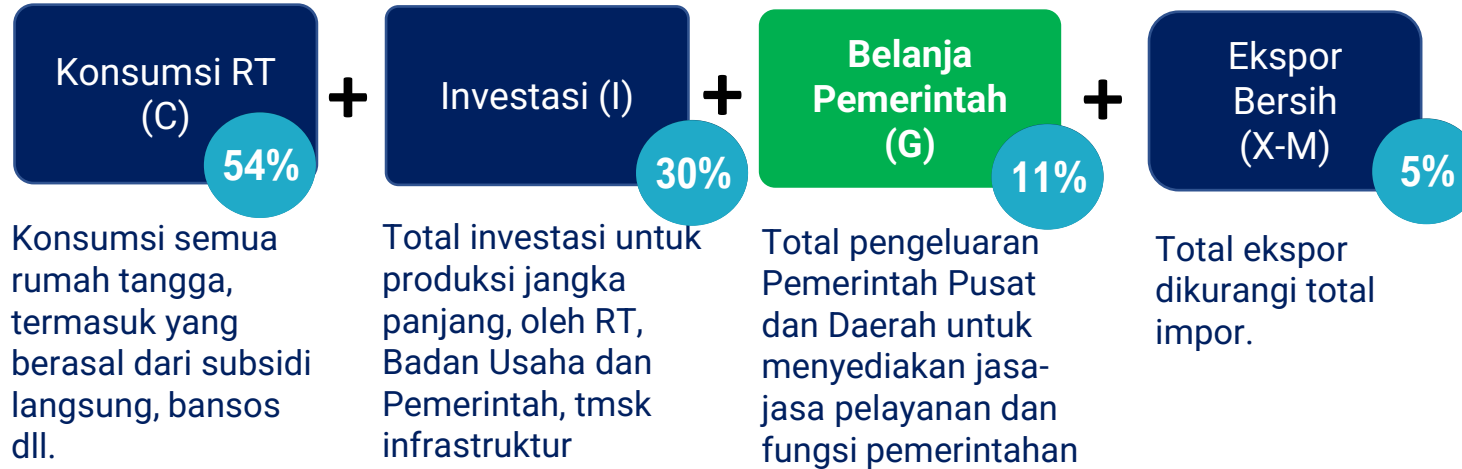 Konsumsi RT
(C)
54%
+
Investasi (I)
30%
+
Belanja
Pemerintah
(G)
11%
+
Ekspor
Bersih
(X-M)
5%
Konsumsi semua
rumah tangga,
termasuk yang
berasal dari subsidi
langsung, bansos
dll.
Total investasi untuk
produksi jangka
panjang, oleh RT,
Badan Usaha dan
Pemerintah, tmsk
infrastruktur
Total pengeluaran
Pemerintah Pusat
dan Daerah untuk
menyediakan jasa-
jasa pelayanan dan
fungsi pemerintahan
Total ekspor
dikurangi total
impor.